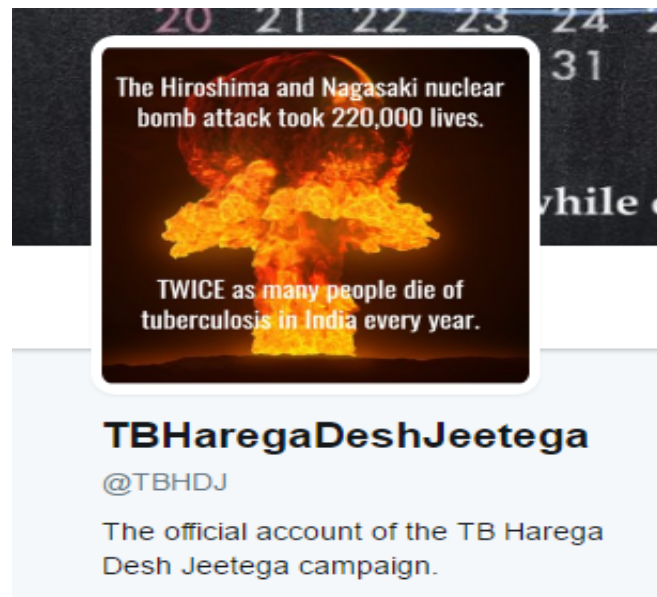 20 21 22 23 24
31
while
The Hiroshima and Nagasaki nuclear
bomb attack took 220,000 lives.
TWICE as many people die of
tuberculosis in India every year.
TBHaregaDeshJeetega
@TBHDJ
The official account of the TB Harega
Desh Jeetega campaign.